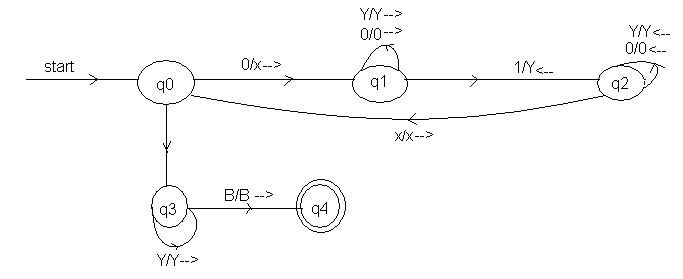 Y/Y-->
0/0-->
Y/Y<--
0/0<--
start
0/x-->
1/Y<--
q0
q1
q2
x/x-->
B/B -->
q3
q4
Y/Y-->